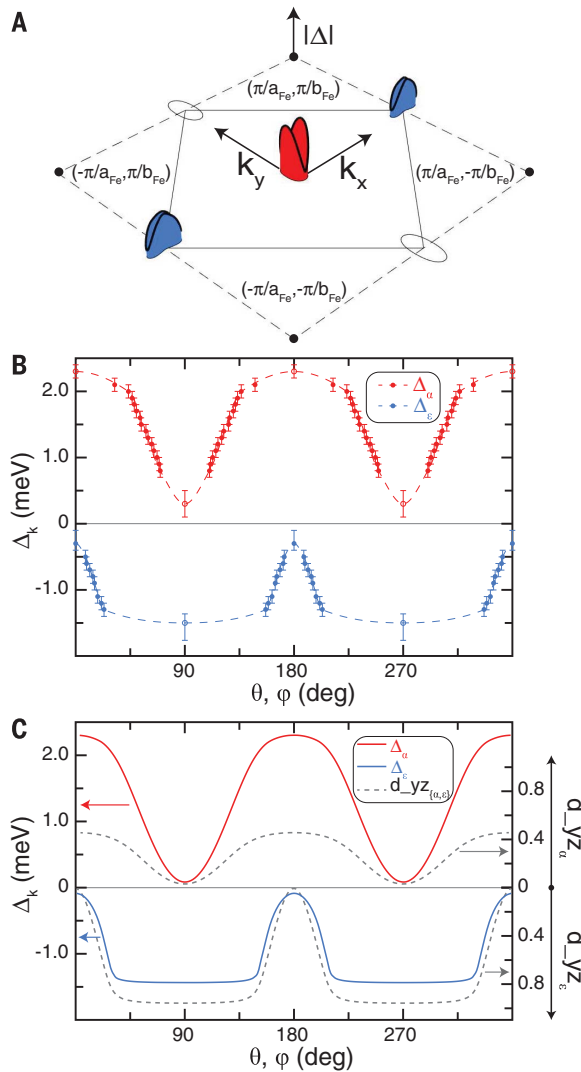 A
|Δ|
(π/a_Fe,π/b_Fe)
k_y
k_x
(-π/a_Fe,π/b_Fe)
(π/a_Fe,-π/b_Fe)
(-π/a_Fe,-π/b_Fe)
B
Δ_α
Δ_ε
2.0
1.0
0
-1.0
Δ_k (meV)
90
180
270
θ, φ (deg)
C
Δ_α
Δ_ε
d_yz_{α,ε}
2.0
1.0
0
-1.0
Δ_k (meV)
0.8
0.4
0
0.4
0.8
d_yz_α
d_yz_ε
90
180
270
θ, φ (deg)